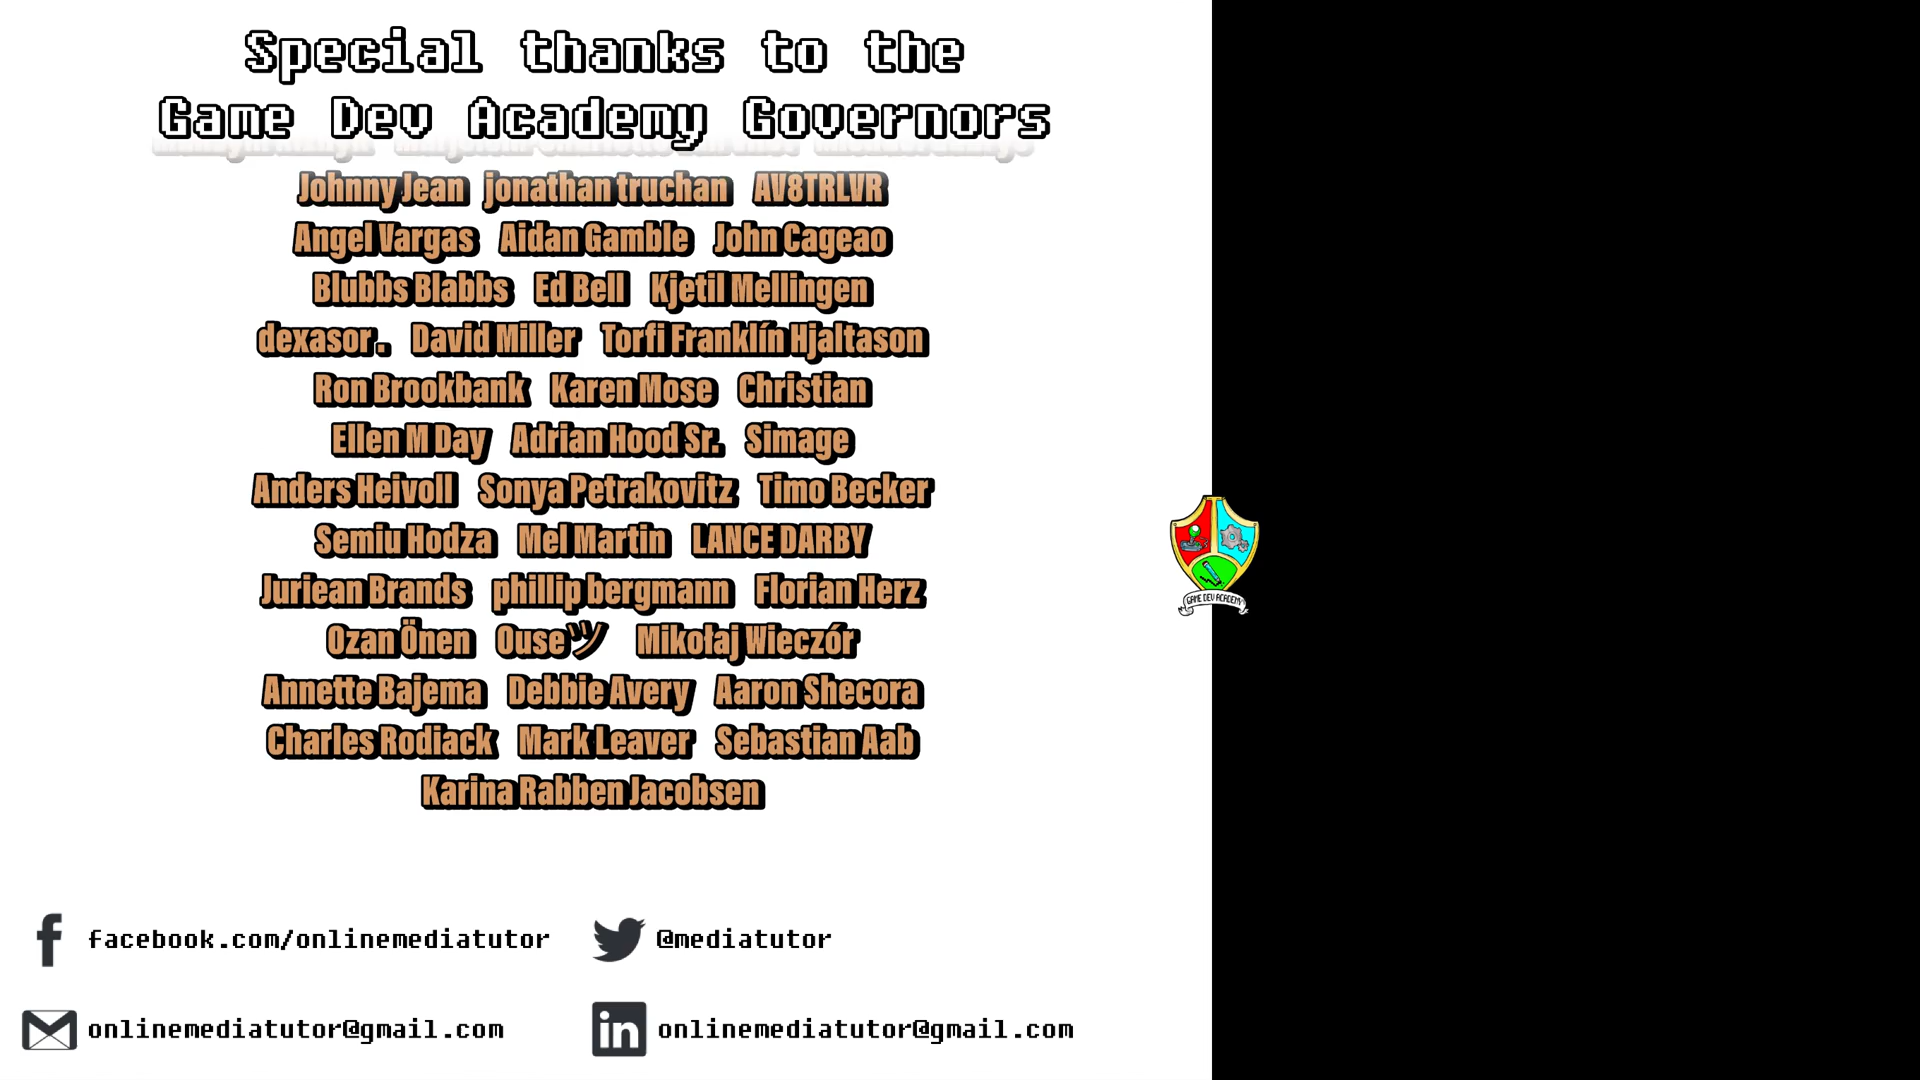 Special thanks to the
Game Dev Academy Governors
Johnny Jean jonathan truchan AV8TRLVR
Angel Vargas Aidan Gamble John Cageao
Blubbs Blabbs Ed Bell Kjetil Mellingen
dexasor . David Miller Torfi Franklín Hjaltason
Ron Brookbank Karen Mose Christian
Ellen M Day Adrian Hood Sr. Simage
Anders Heivoll Sonya Petrakovitz Timo Becker
Semiu Hodza Mel Martin LANCE DARBY
Juriean Brands phillip bergmann Florian Herz
Ozan Önen Ouseツ Mikołaj Wieczór
Annette Bajema Debbie Avery Aaron Shecora
Charles Rodiack Mark Leaver Sebastian Aab
Karina Rabben Jacobsen
GAME DEV ACADEMY
facebook.com/onlinemediatutor @mediatutor
onlinemediatutor@gmail.com onlinemediatutor@gmail.com